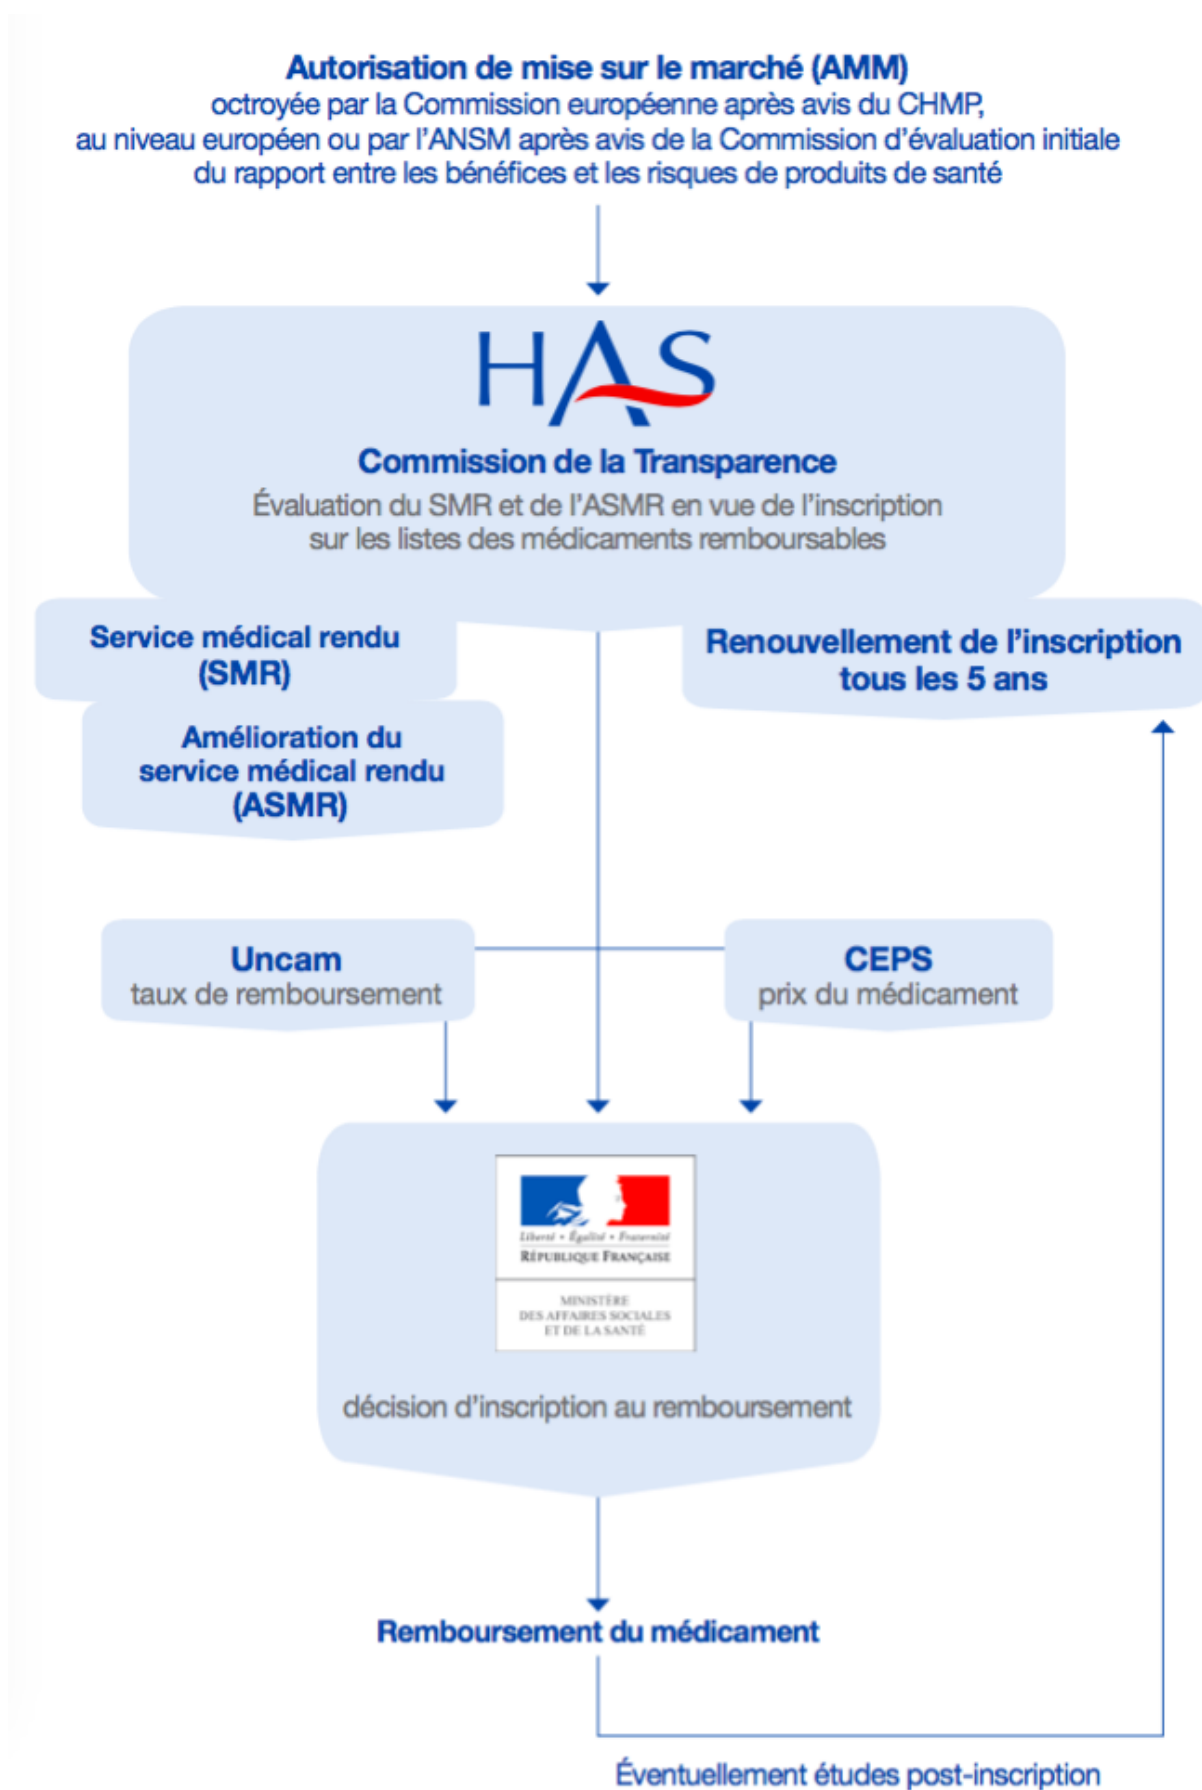 Autorisation de mise sur le marché (AMM)
octroyée par la Commission européenne après avis du CHMP,
au niveau européen ou par l'ANSM après avis de la Commission d'évaluation initiale
du rapport entre les bénéfices et les risques de produits de santé
HAS
Commission de la Transparence
Évaluation du SMR et de l'ASMR en vue de l'inscription
sur les listes des médicaments remboursables
Service médical rendu
(SMR)
Renouvellement de l'inscription
tous les 5 ans
Amélioration du
service médical rendu
(ASMR)
Uncam
taux de remboursement
CEPS
prix du médicament
Liberté • Égalité • Fraternité
RÉPUBLIQUE FRANÇAISE
MINISTÈRE
DES AFFAIRES SOCIALES
ET DE LA SANTÉ
décision d'inscription au remboursement
Remboursement du médicament
Éventuellement études post-inscription